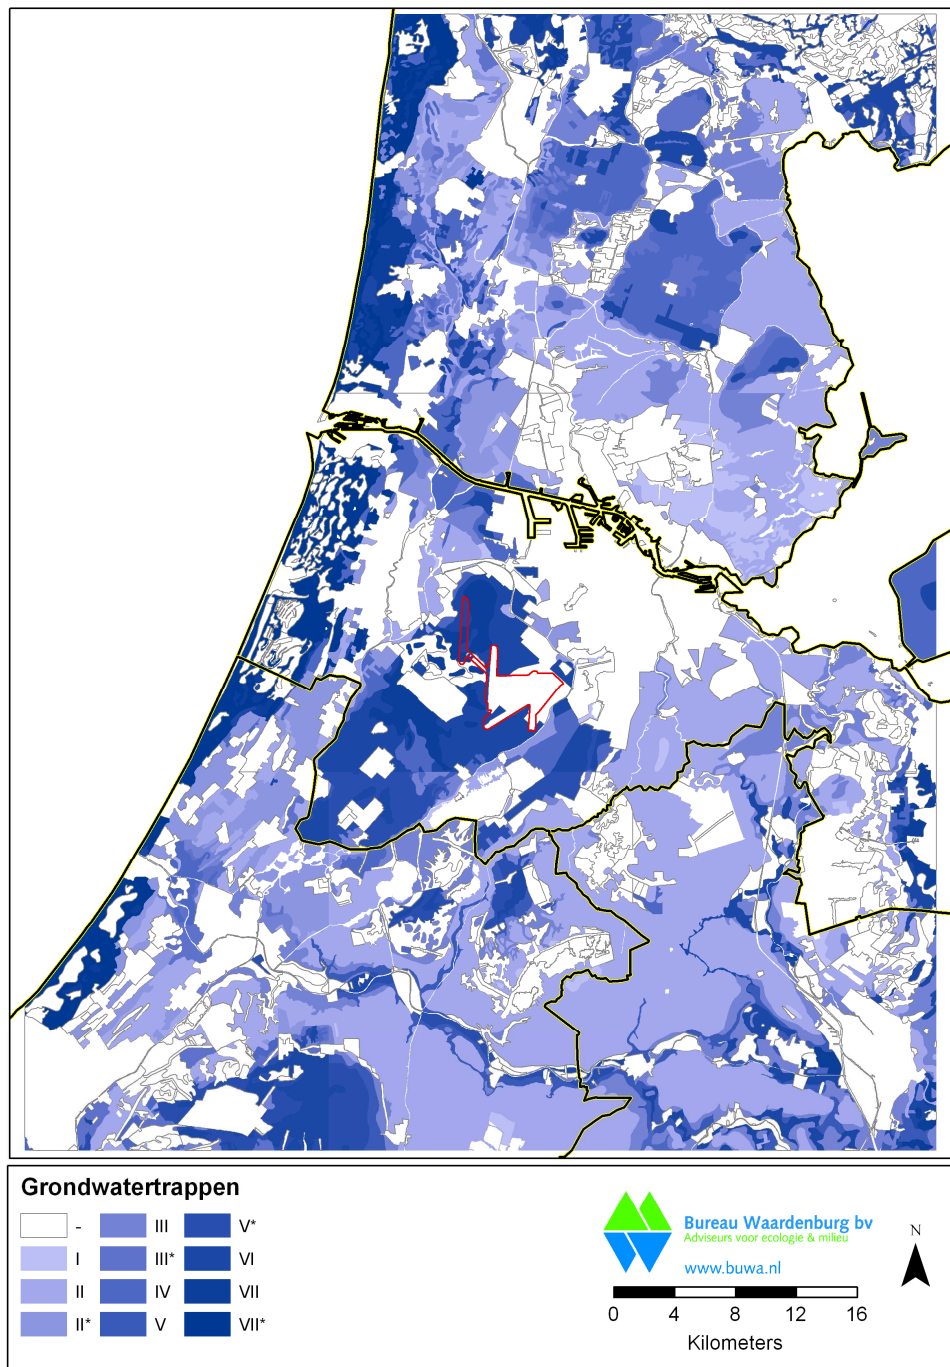 Grondwatertrappen
- III V*
I III* VI
II IV VII
II* V VII*
Bureau Waardenburg bv
Adviseurs voor ecologie & milieu
www.buwa.nl
N
0 4 8 12 16
Kilometers